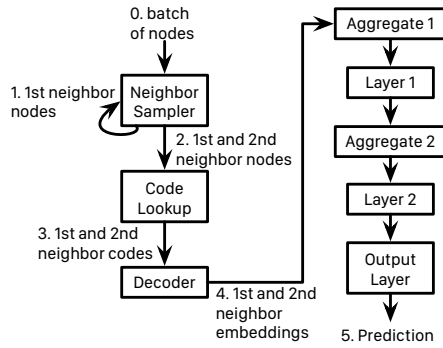 0. batch
of nodes
1. 1st neighbor
nodes
Neighbor
Sampler
2. 1st and 2nd
neighbor nodes
Code
Lookup
3. 1st and 2nd
neighbor codes
Decoder
4. 1st and 2nd
neighbor
embeddings
Aggregate 1
Layer 1
Aggregate 2
Layer 2
Output
Layer
5. Prediction